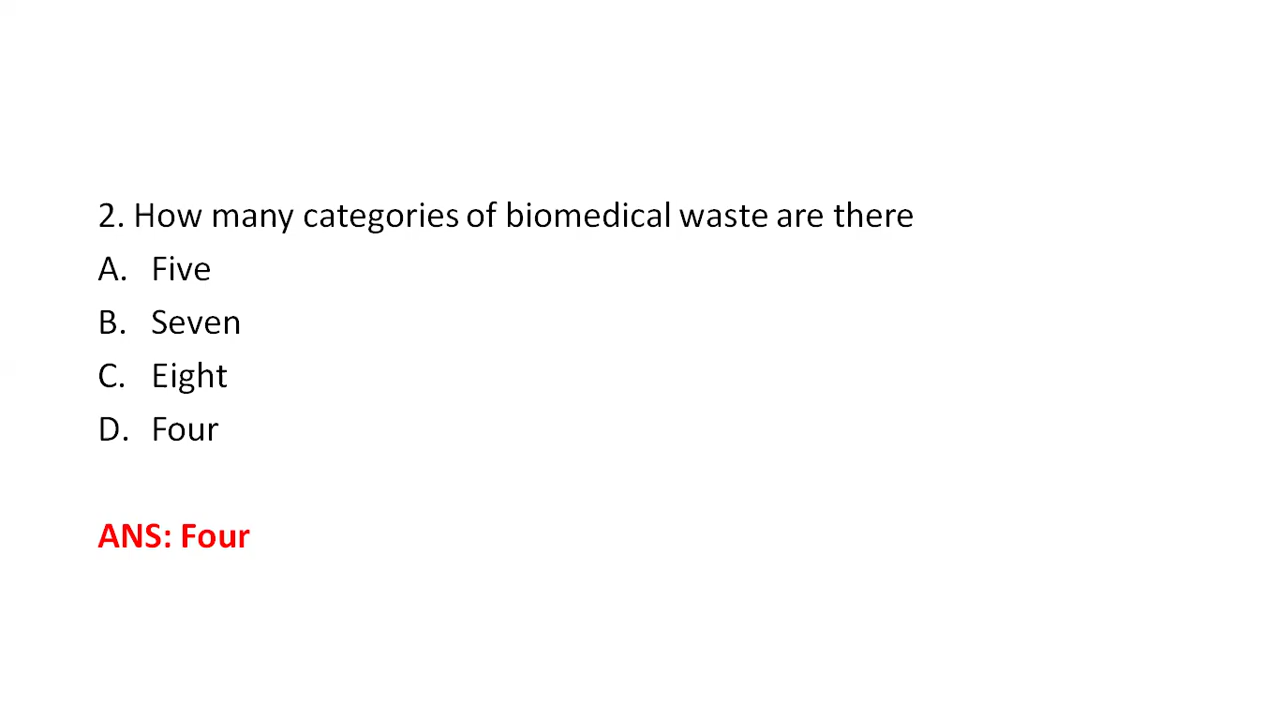 2. How many categories of biomedical waste are there
A. Five
B. Seven
C. Eight
D. Four
ANS: Four